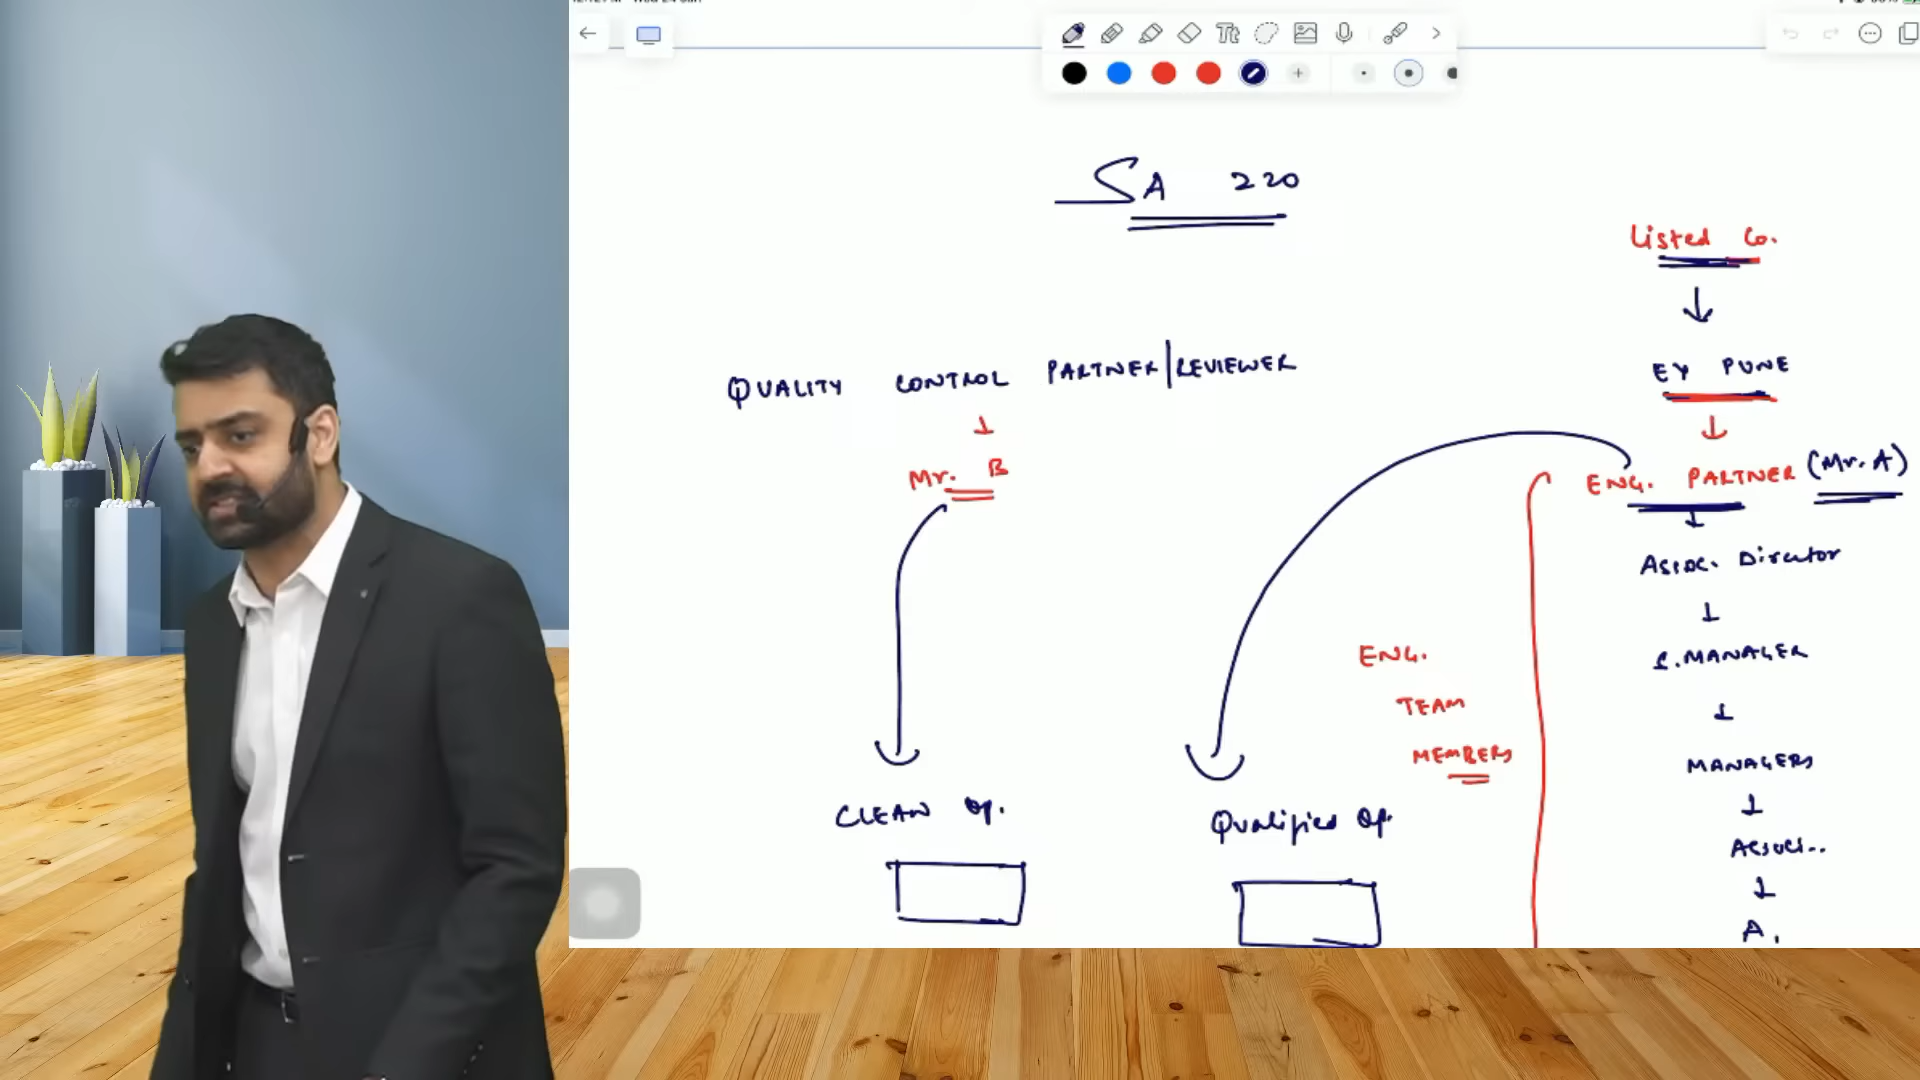 SA 220
Listed Co.
EY PUNE
QUALITY CONTROL PARTNER/REVIEWER
Mr. B
ENG. PARTNER (Mr. A)
Assoc. Director
S. MANAGER
ENG.
TEAM
MEMBERS
MANAGERS
CLEAN Op.
Qualified Op.
Associ..
A.